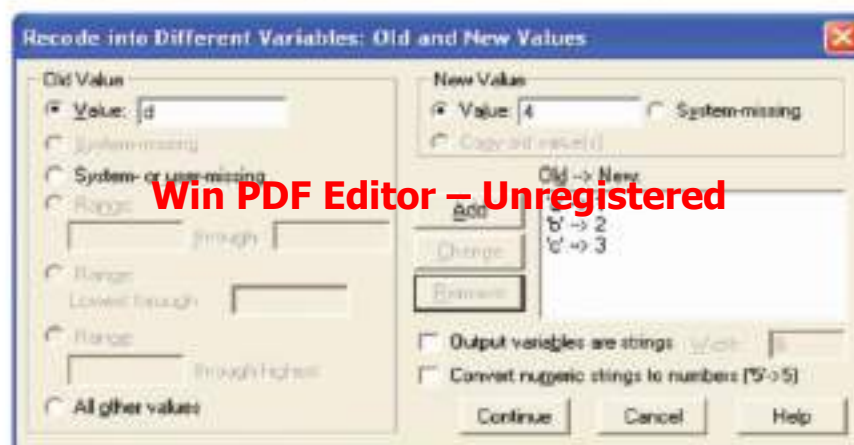 Recode into Different Variables: Old and New Values
Old Value
Value: d
System-missing
System- or user-missing
Range:
through
Range:
Lowest through
Range:
through highest
All other values
New Value
Value: 4
System-missing
Copy old value(s)
Old -> New:
Add
'b' -> 2
'c' -> 3
Change
Remove
Output variables are strings
Width:
Convert numeric strings to numbers ('5'->5)
Continue
Cancel
Help
Win PDF Editor – Unregistered